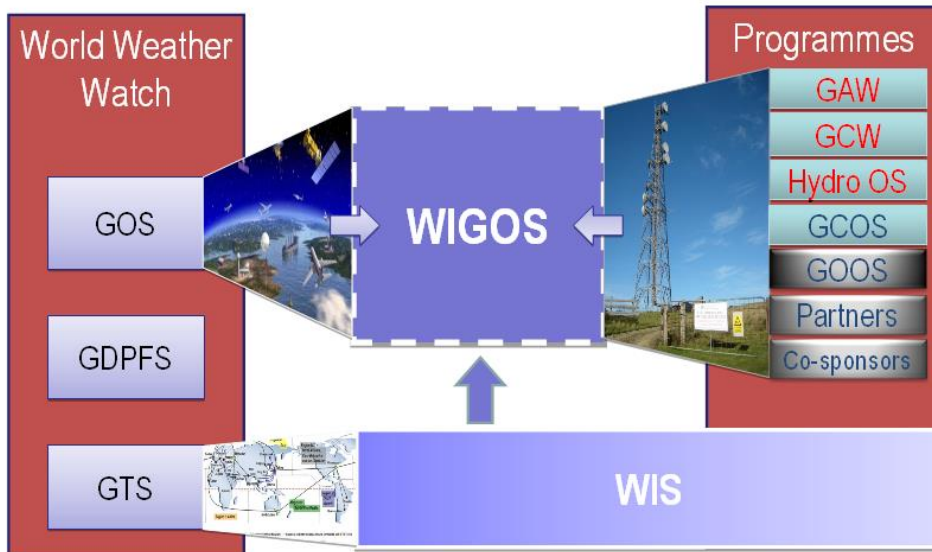 World Weather
Watch
GOS
GDPFS
GTS
WIGOS
WIS
Programmes
GAW
GCW
Hydro OS
GCOS
GOOS
Partners
Co-sponsors